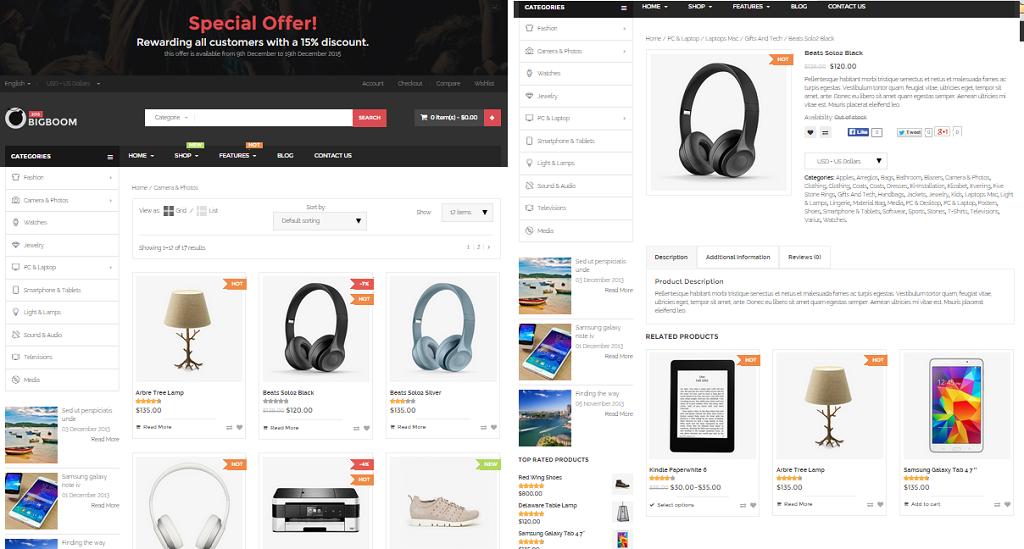 Special Offer!
Rewarding all customers with a 15% discount.
this offer is available from 9th December to 19th December 2015
English
USD - US Dollars
Account
Checkout
Compare
Wishlist
BIGBOOM
Categorie
SEARCH
0 item(s) - $0.00
CATEGORIES
HOME
NEW
SHOP
HOT
FEATURES
BLOG
CONTACT US
Fashion
Camera & Photos
Watches
Jewelry
PC & Laptop
Smartphone & Tablets
Light & Lamps
Sound & Audio
Televisions
Media
Sed ut perspiciatis
unde
03 December 2013
Read More
Samsung galaxy
note iv
01 December 2013
Read More
Finding the way
Home / Camera & Photos
View as:
Grid
/
List
Sort by:
Default sorting
Show
12 items
Showing 1–12 of 17 results
1
2
HOT
Arbre Tree Lamp
$135.00
Read More
-7%
HOT
Beats Solo2 Black
$129.00 $120.00
Read More
HOT
Beats Solo2 Silver
$135.00
Read More
HOT
-4%
HOT
NEW
CATEGORIES
HOME
SHOP
FEATURES
BLOG
CONTACT US
Fashion
Camera & Photos
Watches
Jewelry
PC & Laptop
Smartphone & Tablets
Light & Lamps
Sound & Audio
Televisions
Media
Sed ut perspiciatis
unde
03 December 2013
Read More
Samsung galaxy
note iv
01 December 2013
Read More
Finding the way
05 November 2013
Read More
TOP RATED PRODUCTS
Red Wing Shoes
$800.00
Delaware Table Lamp
$120.00
Samsung Galaxy Tab 4 7"
$135.00
Home / PC & Laptop / Laptops Mac / Gifts And Tech / Beats Solo2 Black
HOT
Beats Solo2 Black
$129.00 $120.00
Pellentesque habitant morbi tristique senectus et netus et malesuada fames ac
turpis egestas. Vestibulum tortor quam, feugiat vitae, ultricies eget, tempor sit
amet, ante. Donec eu libero sit amet quam egestas semper. Aenean ultricies mi
vitae est. Mauris placerat eleifend leo.
Availability: Out of stock
Like
0
Tweet
0
+1
0
USD - US Dollars
Categories: Apples, Arreglos, Bags, Bathroom, Blazers, Camera & Photos,
Clothing, Clothing, Coats, Coats, Dresses, El-Installation, Elizabet, Evening, Five
Stone Rings, Gifts And Tech, Handbags, Jackets, Jewelry, Kids, Laptops Mac, Light
& Lamps, Lingerie, Material Bag, Media, PC & Desktop, PC & Laptop, Posters,
Shoes, Smartphone & Tablets, Software, Sports, Stones, T-Shirts, Televisions,
Varius, Watches.
Description
Additional Information
Reviews (0)
Product Description
Pellentesque habitant morbi tristique senectus et netus et malesuada fames ac turpis egestas. Vestibulum tortor quam, feugiat vitae,
ultricies eget, tempor sit amet, ante. Donec eu libero sit amet quam egestas semper. Aenean ultricies mi vitae est. Mauris placerat
eleifend leo.
RELATED PRODUCTS
HOT
Kindle Paperwhite 6
$30.00–$35.00
Select options
HOT
Arbre Tree Lamp
$135.00
Read More
Samsung Galaxy Tab 4 7"
$135.00
Add to cart